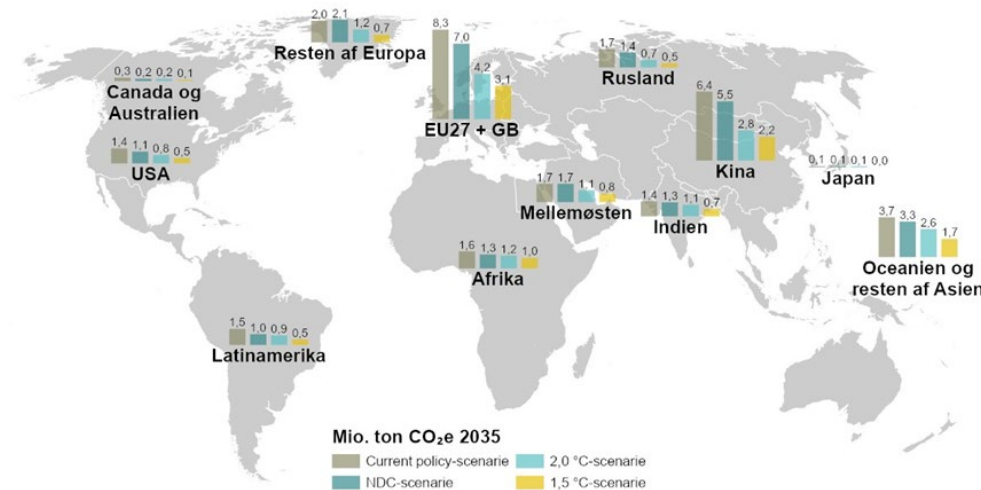 2,0 2,1 1,2 0,7
Resten af Europa
8,3 7,0 4,2 3,1
EU27 + GB
1,7 1,4 0,7 0,5
Rusland
0,3 0,2 0,2 0,1
Canada og
Australien
6,4 5,5 2,8 2,2
Kina
1,4 1,1 0,8 0,5
USA
0,1 0,1 0,1 0,0
Japan
1,7 1,7 1,1 0,8
Mellemøsten
1,4 1,3 1,1 0,7
Indien
3,7 3,3 2,6 1,7
Oceanien og
resten af Asien
1,6 1,3 1,2 1,0
Afrika
1,5 1,0 0,9 0,5
Latinamerika
Mio. ton CO₂e 2035
Current policy-scenarie
2,0 °C-scenarie
NDC-scenarie
1,5 °C-scenarie